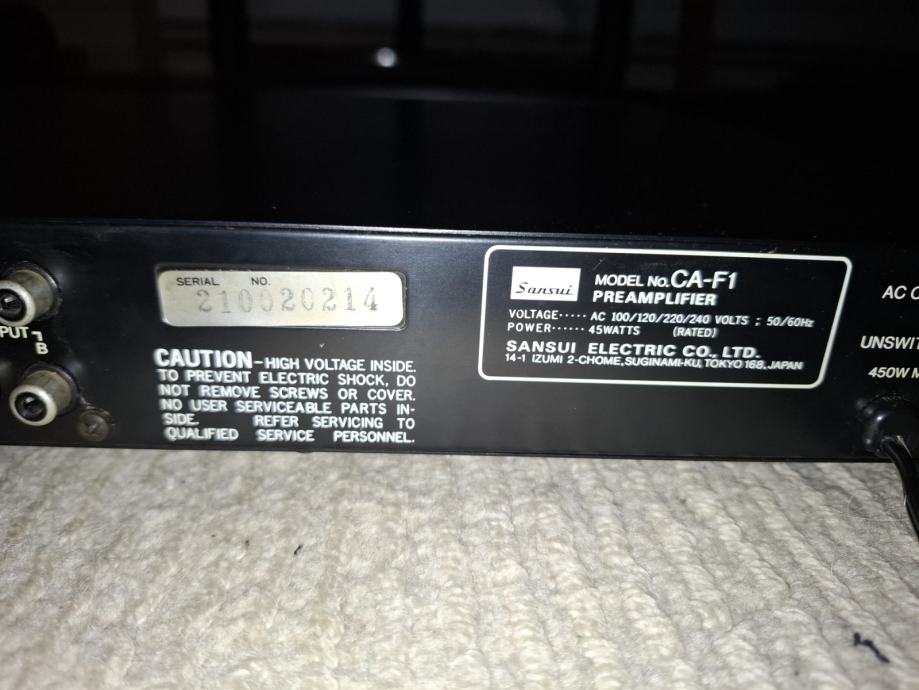 PUT
B
SERIAL NO.
210020214
CAUTION-HIGH VOLTAGE INSIDE.
TO PREVENT ELECTRIC SHOCK, DO
NOT REMOVE SCREWS OR COVER.
NO USER SERVICEABLE PARTS IN-
SIDE. REFER SERVICING TO
QUALIFIED SERVICE PERSONNEL.
Sansui
MODEL No. CA-F1
PREAMPLIFIER
VOLTAGE····· AC 100/120/220/240 VOLTS : 50/60Hz
POWER······ 45WATTS (RATED)
SANSUI ELECTRIC CO., LTD.
14-1 IZUMI 2-CHOME, SUGINAMI-KU, TOKYO 168, JAPAN
AC
UNSWIT
450W M